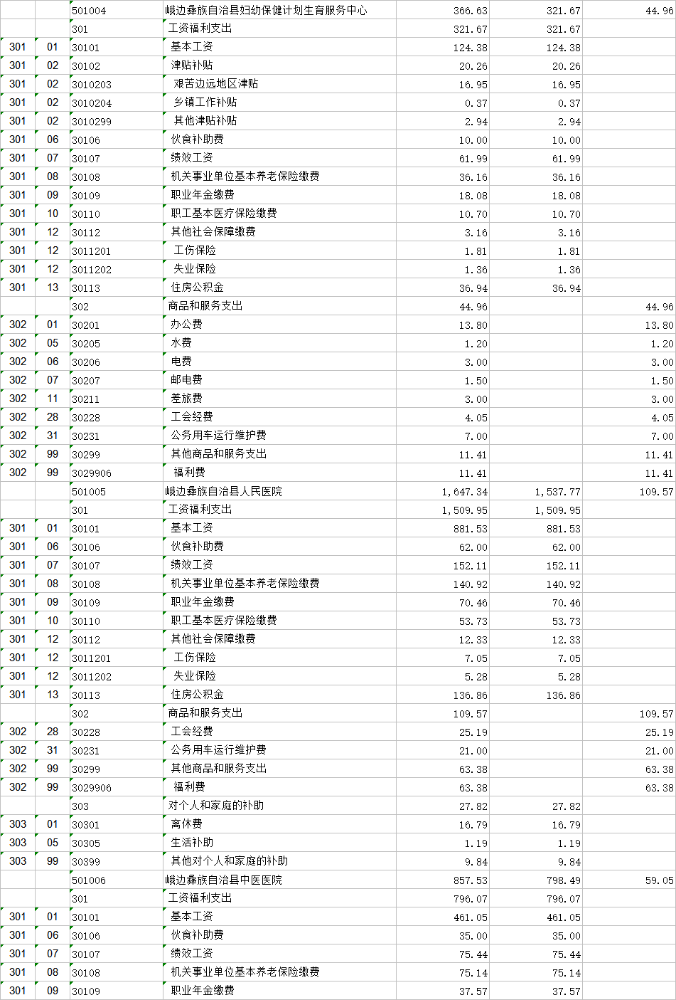 501004 峨边彝族自治县妇幼保健计划生育服务中心 366.63 321.67 44.96
301 工资福利支出 321.67 321.67
301 01 30101 基本工资 124.38 124.38
301 02 30102 津贴补贴 20.26 20.26
301 02 3010203 艰苦边远地区津贴 16.95 16.95
301 02 3010204 乡镇工作补贴 0.37 0.37
301 02 3010299 其他津贴补贴 2.94 2.94
301 06 30106 伙食补助费 10.00 10.00
301 07 30107 绩效工资 61.99 61.99
301 08 30108 机关事业单位基本养老保险缴费 36.16 36.16
301 09 30109 职业年金缴费 18.08 18.08
301 10 30110 职工基本医疗保险缴费 10.70 10.70
301 12 30112 其他社会保障缴费 3.16 3.16
301 12 3011201 工伤保险 1.81 1.81
301 12 3011202 失业保险 1.36 1.36
301 13 30113 住房公积金 36.94 36.94
302 商品和服务支出 44.96 44.96
302 01 30201 办公费 13.80 13.80
302 05 30205 水费 1.20 1.20
302 06 30206 电费 3.00 3.00
302 07 30207 邮电费 1.50 1.50
302 11 30211 差旅费 3.00 3.00
302 28 30228 工会经费 4.05 4.05
302 31 30231 公务用车运行维护费 7.00 7.00
302 99 30299 其他商品和服务支出 11.41 11.41
302 99 3029906 福利费 11.41 11.41
501005 峨边彝族自治县人民医院 1,647.34 1,537.77 109.57
301 工资福利支出 1,509.95 1,509.95
301 01 30101 基本工资 881.53 881.53
301 06 30106 伙食补助费 62.00 62.00
301 07 30107 绩效工资 152.11 152.11
301 08 30108 机关事业单位基本养老保险缴费 140.92 140.92
301 09 30109 职业年金缴费 70.46 70.46
301 10 30110 职工基本医疗保险缴费 53.73 53.73
301 12 30112 其他社会保障缴费 12.33 12.33
301 12 3011201 工伤保险 7.05 7.05
301 12 3011202 失业保险 5.28 5.28
301 13 30113 住房公积金 136.86 136.86
302 商品和服务支出 109.57 109.57
302 28 30228 工会经费 25.19 25.19
302 31 30231 公务用车运行维护费 21.00 21.00
302 99 30299 其他商品和服务支出 63.38 63.38
302 99 3029906 福利费 63.38 63.38
303 对个人和家庭的补助 27.82 27.82
303 01 30301 离休费 16.79 16.79
303 05 30305 生活补助 1.19 1.19
303 99 30399 其他对个人和家庭的补助 9.84 9.84
501006 峨边彝族自治县中医医院 857.53 798.49 59.05
301 工资福利支出 796.07 796.07
301 01 30101 基本工资 461.05 461.05
301 06 30106 伙食补助费 35.00 35.00
301 07 30107 绩效工资 75.44 75.44
301 08 30108 机关事业单位基本养老保险缴费 75.14 75.14
301 09 30109 职业年金缴费 37.57 37.57